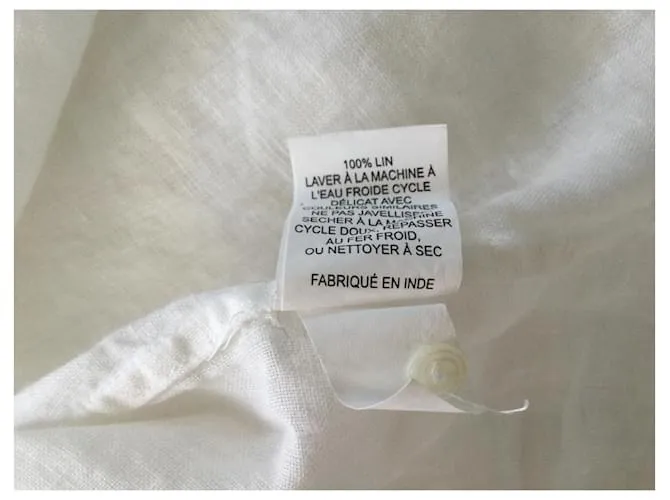 100% LIN
LAVER À LA MACHINE À
L'EAU FROIDE CYCLE
DÉLICAT AVEC
COULEURS SIMILAIRES
NE PAS JAVELLISER
SÉCHER À LA
CYCLE DOUX, REPASSER
AU FER FROID,
OU NETTOYER À SEC
FABRIQUÉ EN INDE